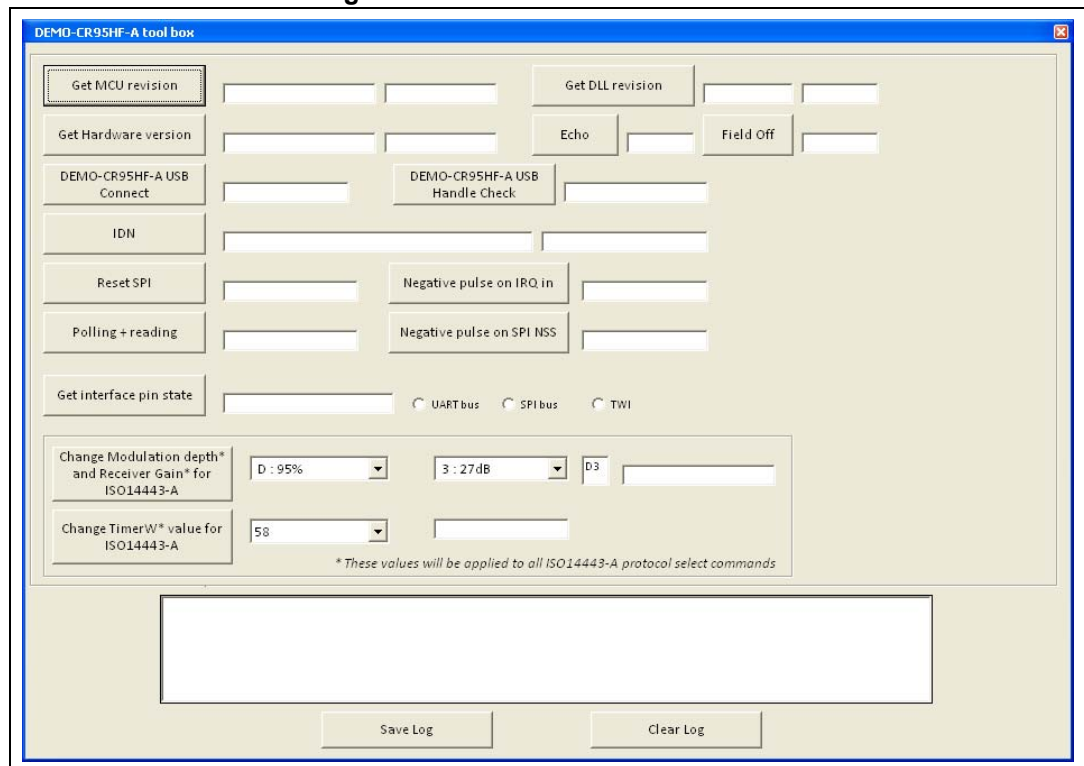 DEMO-CR95HF-A tool box
Get MCU revision
Get DLL revision
Get Hardware version
Echo
Field Off
DEMO-CR95HF-A USB
Connect
DEMO-CR95HF-A USB
Handle Check
IDN
Reset SPI
Negative pulse on IRQ in
Polling + reading
Negative pulse on SPI NSS
Get interface pin state
UART bus
SPI bus
TWI
Change Modulation depth*
and Receiver Gain* for
ISO14443-A
D : 95%
3 : 27dB
D3
Change TimerW* value for
ISO14443-A
58
* These values will be applied to all ISO14443-A protocol select commands
Save Log
Clear Log